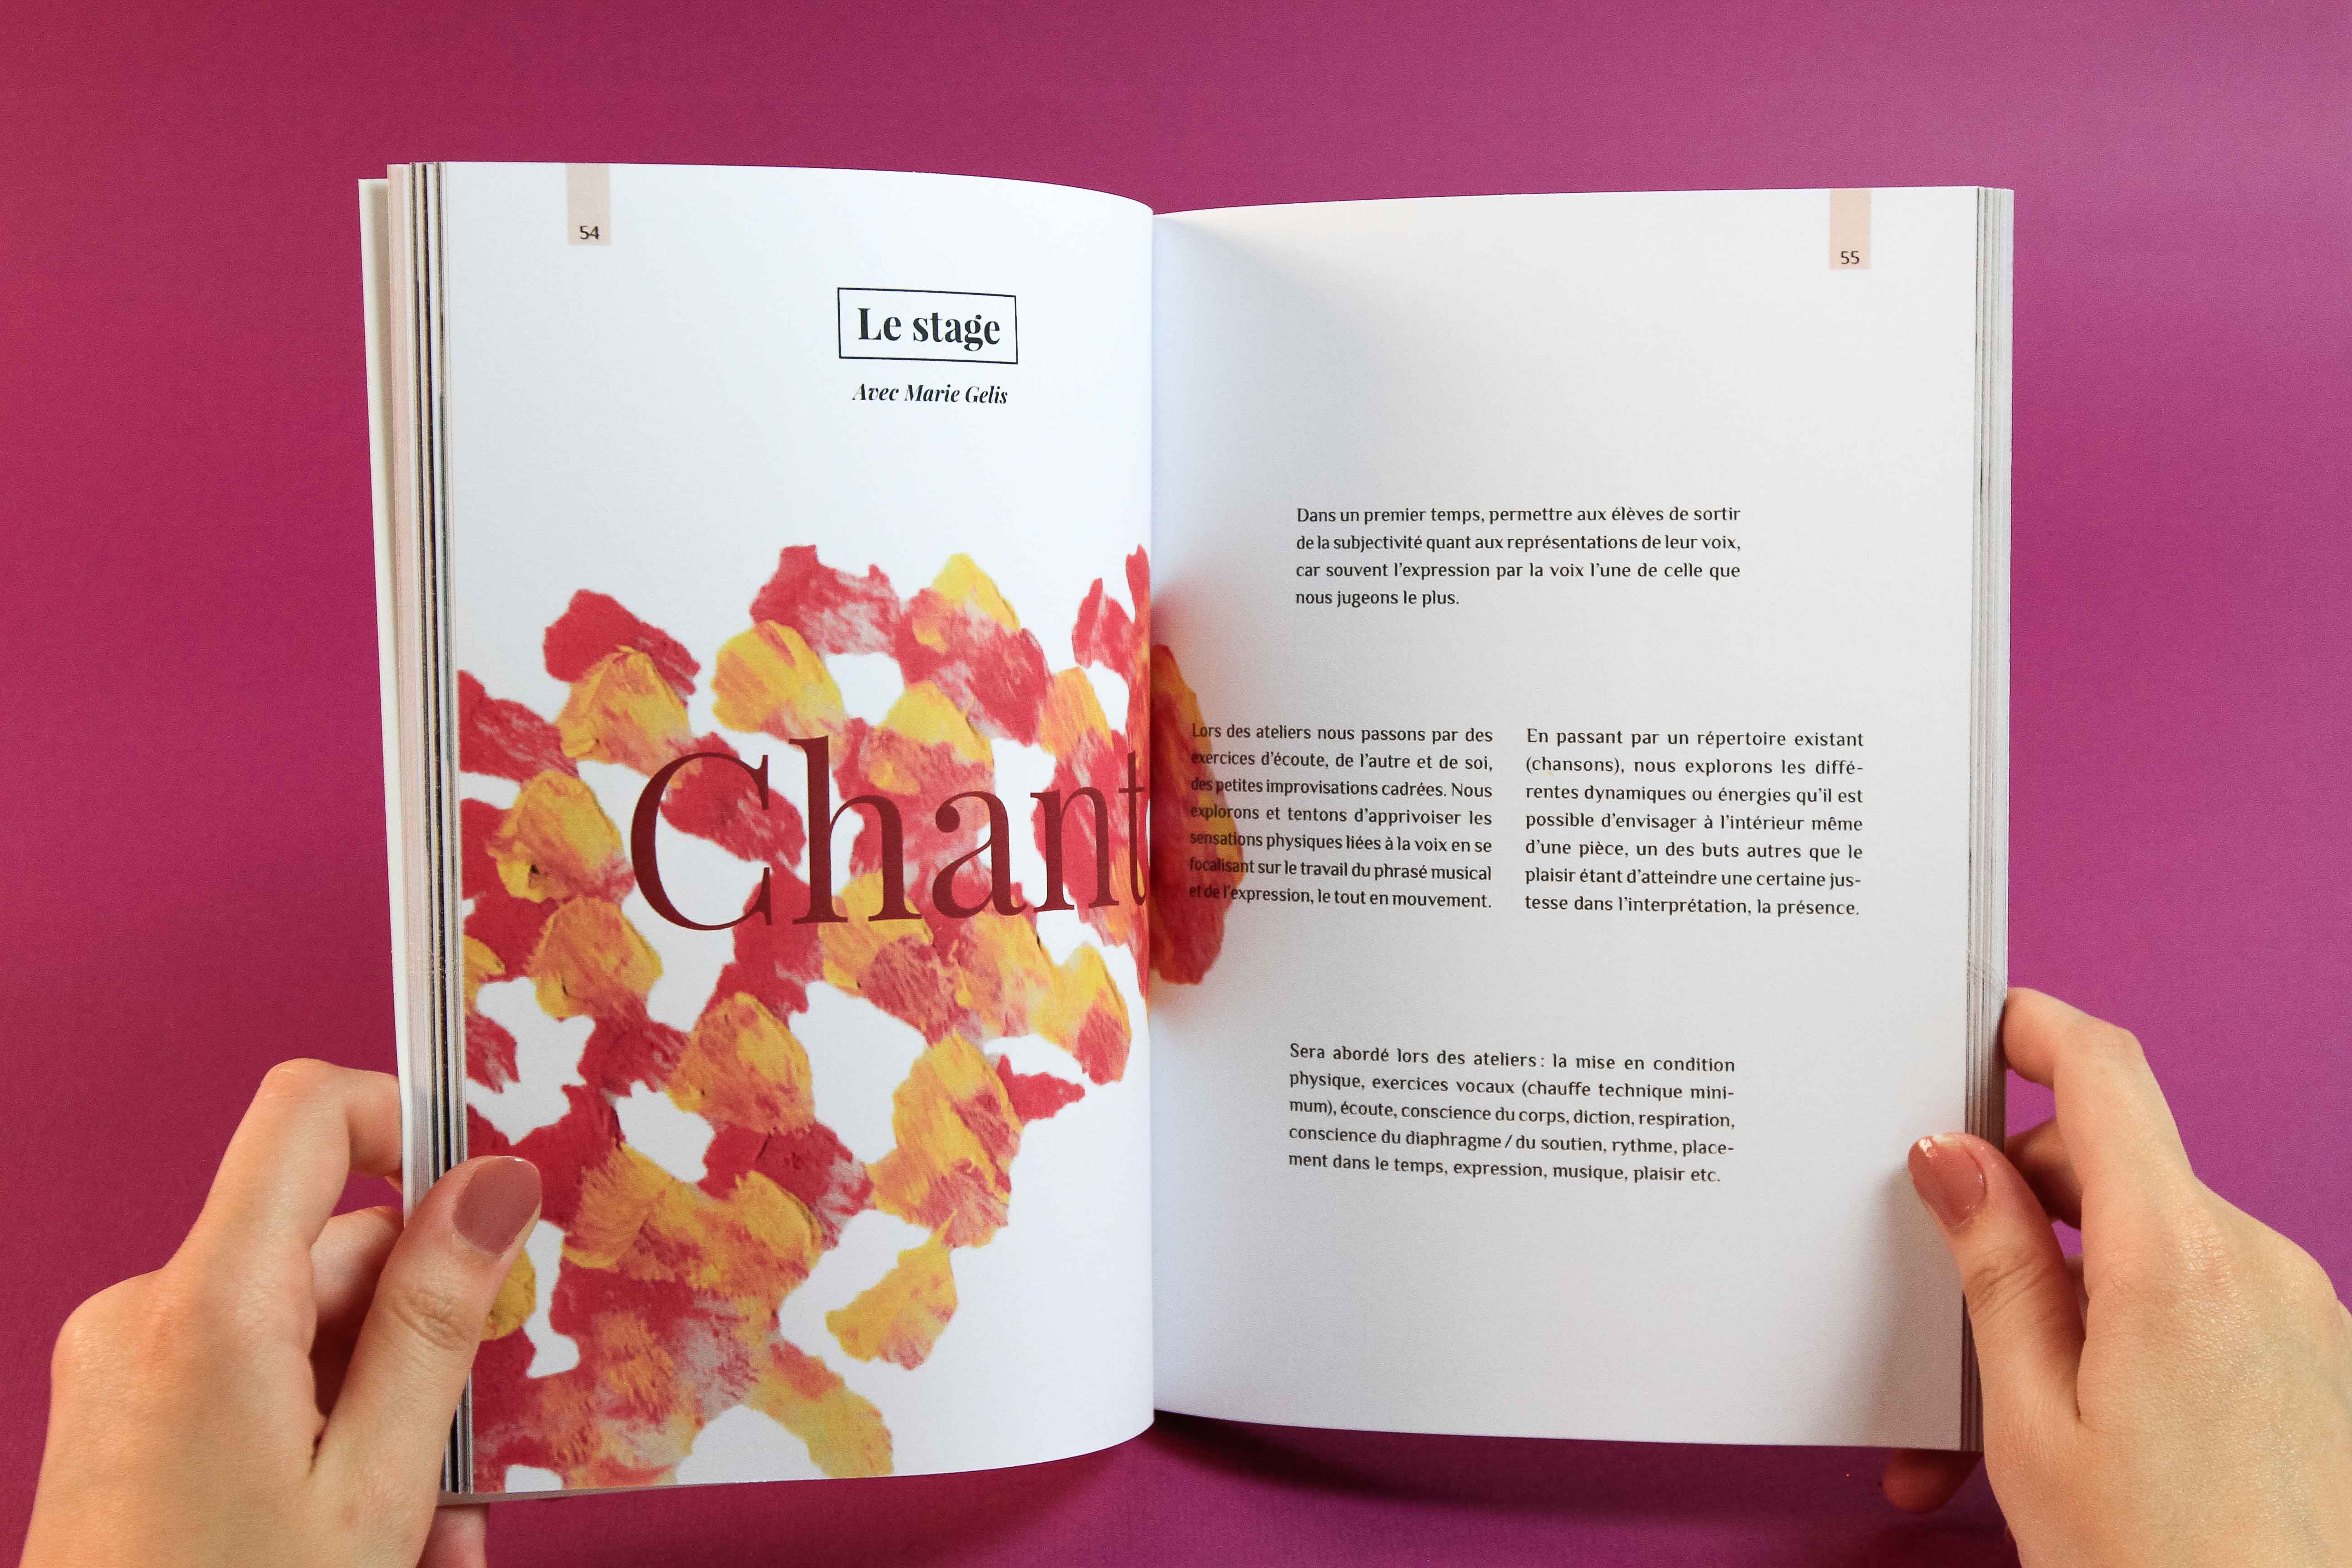 54
Le stage
Avec Marie Gelis
Chant
55
Dans un premier temps, permettre aux élèves de sortir
de la subjectivité quant aux représentations de leur voix,
car souvent l'expression par la voix l'une de celle que
nous jugeons le plus.
Lors des ateliers nous passons par des
exercices d'écoute, de l'autre et de soi,
des petites improvisations cadrées. Nous
explorons et tentons d'apprivoiser les
sensations physiques liées à la voix en se
focalisant sur le travail du phrasé musical
et de l'expression, le tout en mouvement.
En passant par un répertoire existant
(chansons), nous explorons les diffé-
rentes dynamiques ou énergies qu'il est
possible d'envisager à l'intérieur même
d'une pièce, un des buts autres que le
plaisir étant d'atteindre une certaine jus-
tesse dans l'interprétation, la présence.
Sera abordé lors des ateliers : la mise en condition
physique, exercices vocaux (chauffe technique mini-
mum), écoute, conscience du corps, diction, respiration,
conscience du diaphragme / du soutien, rythme, place-
ment dans le temps, expression, musique, plaisir etc.